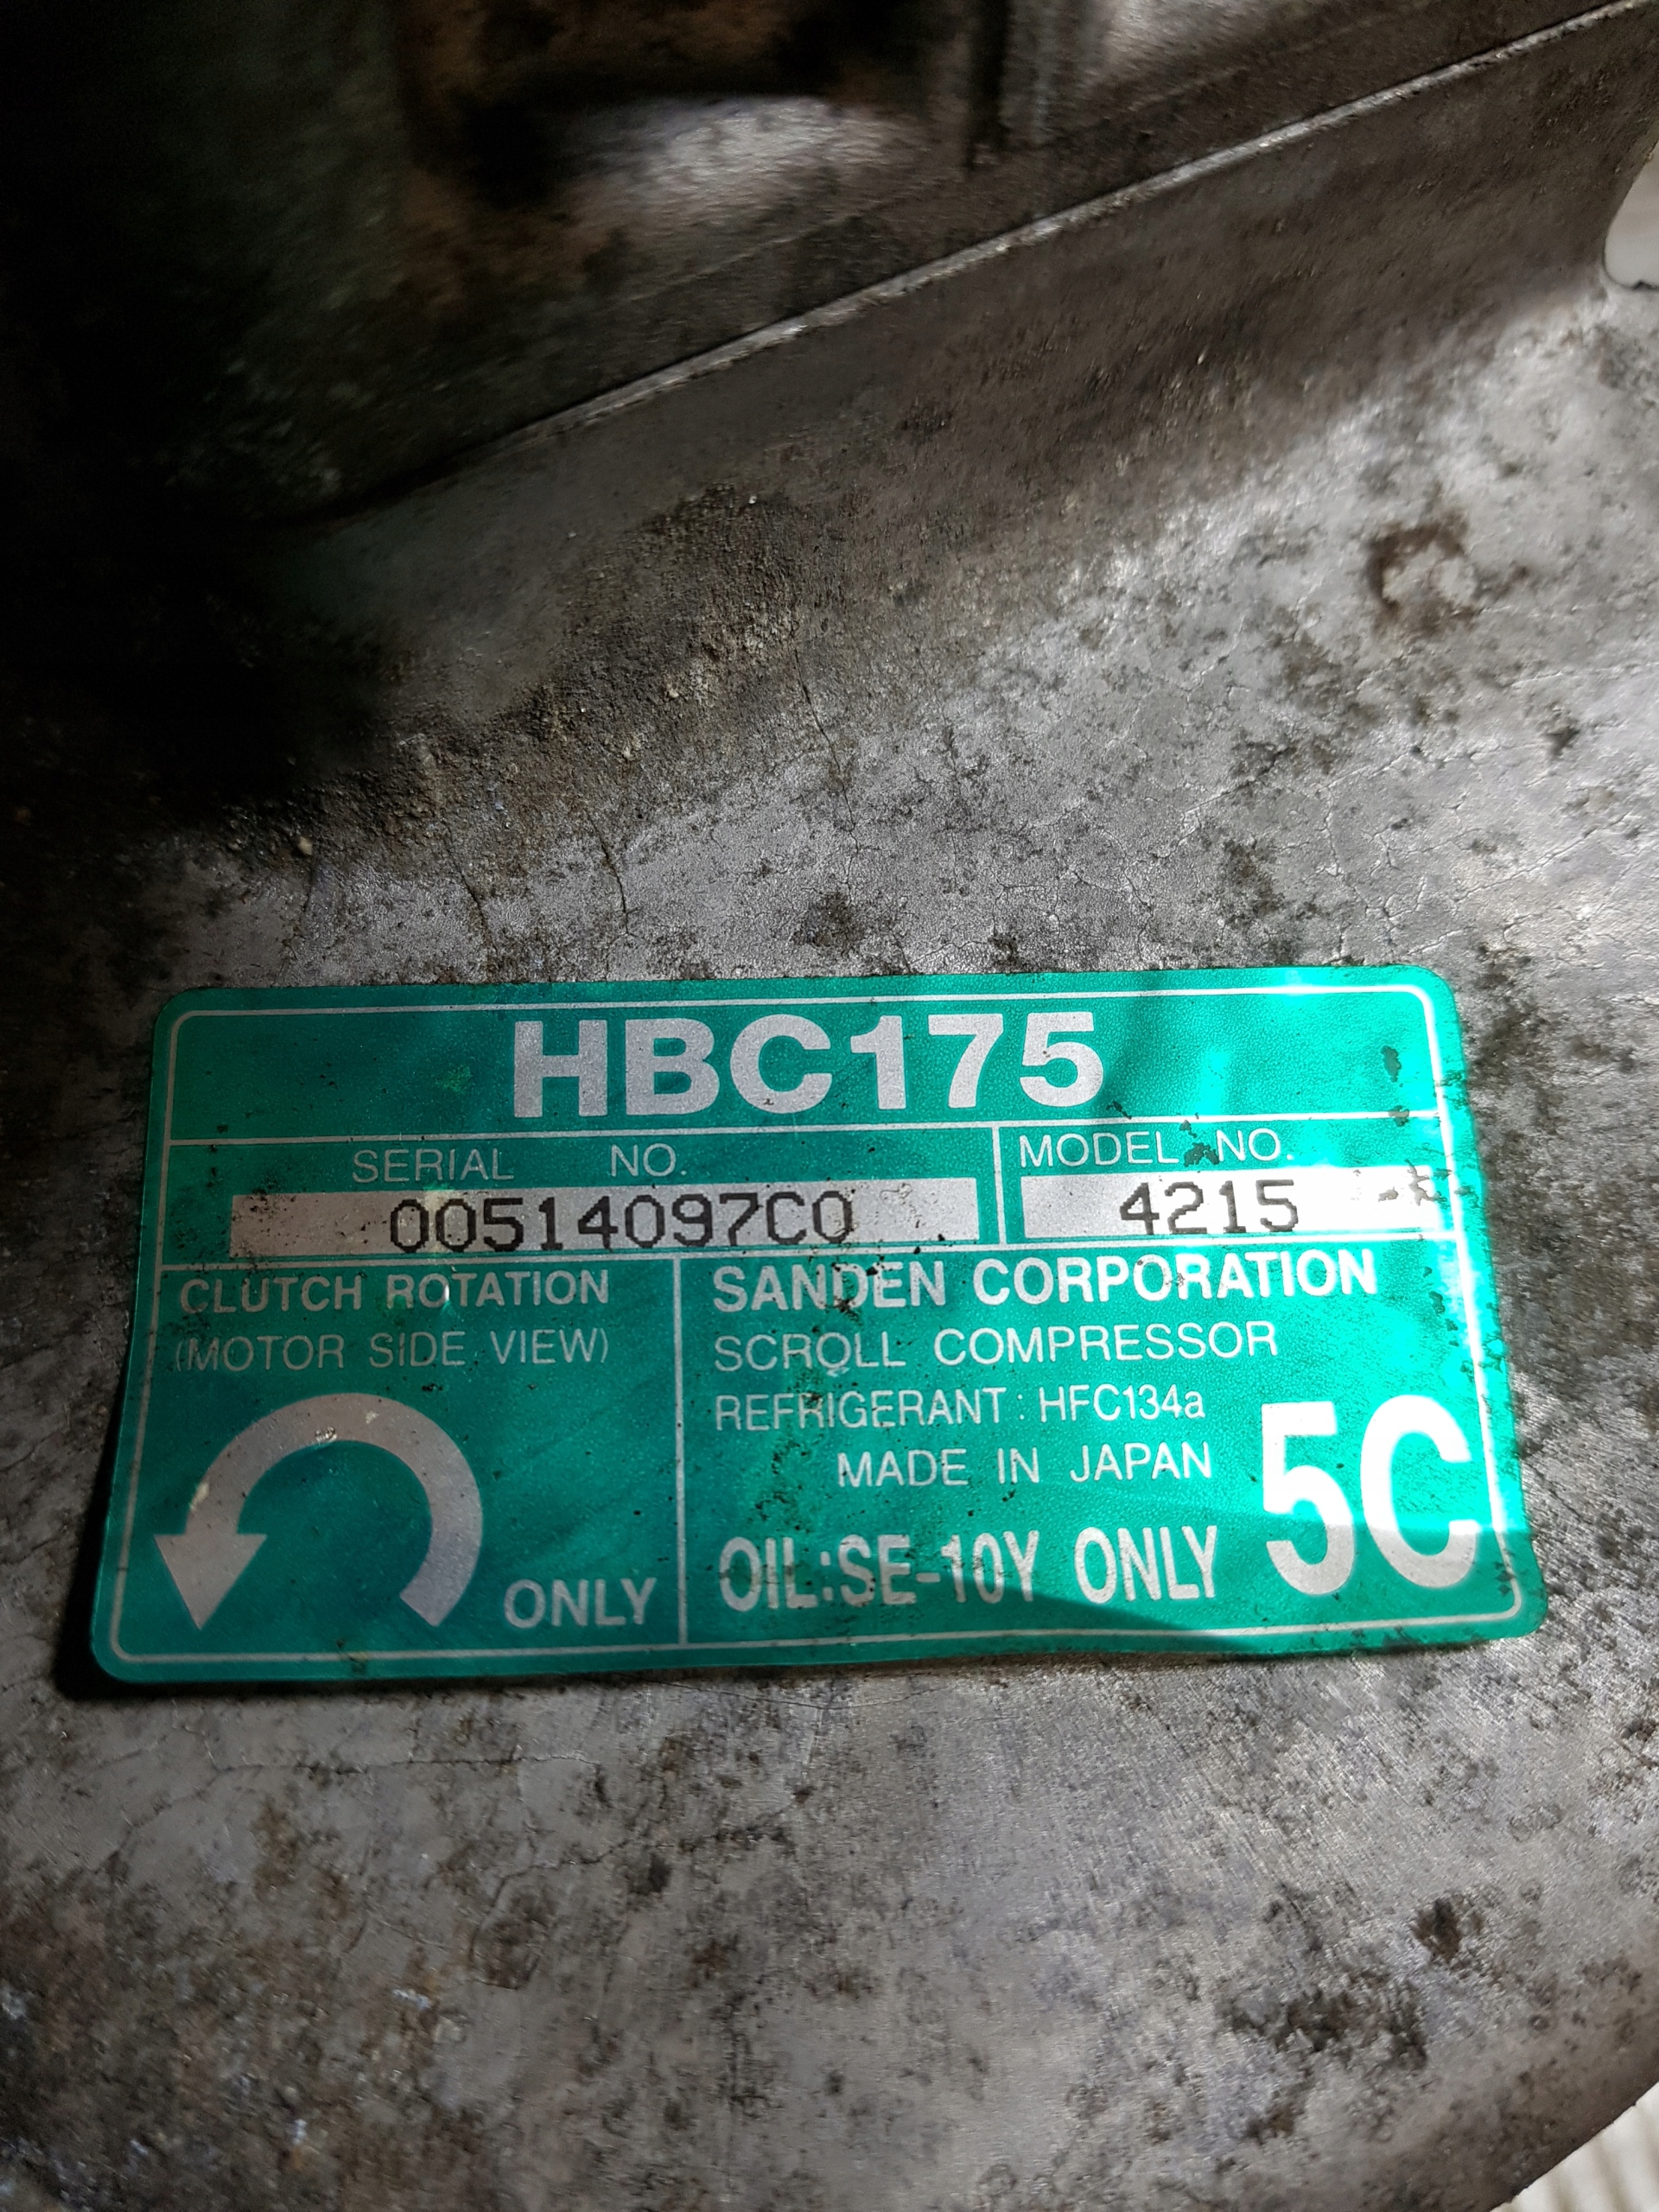 HBC175
SERIAL NO.
00514097C0
MODEL NO.
4215
CLUTCH ROTATION
(MOTOR SIDE VIEW)
ONLY
SANDEN CORPORATION
SCROLL COMPRESSOR
REFRIGERANT : HFC134a
MADE IN JAPAN
OIL:SE-10Y ONLY
5C